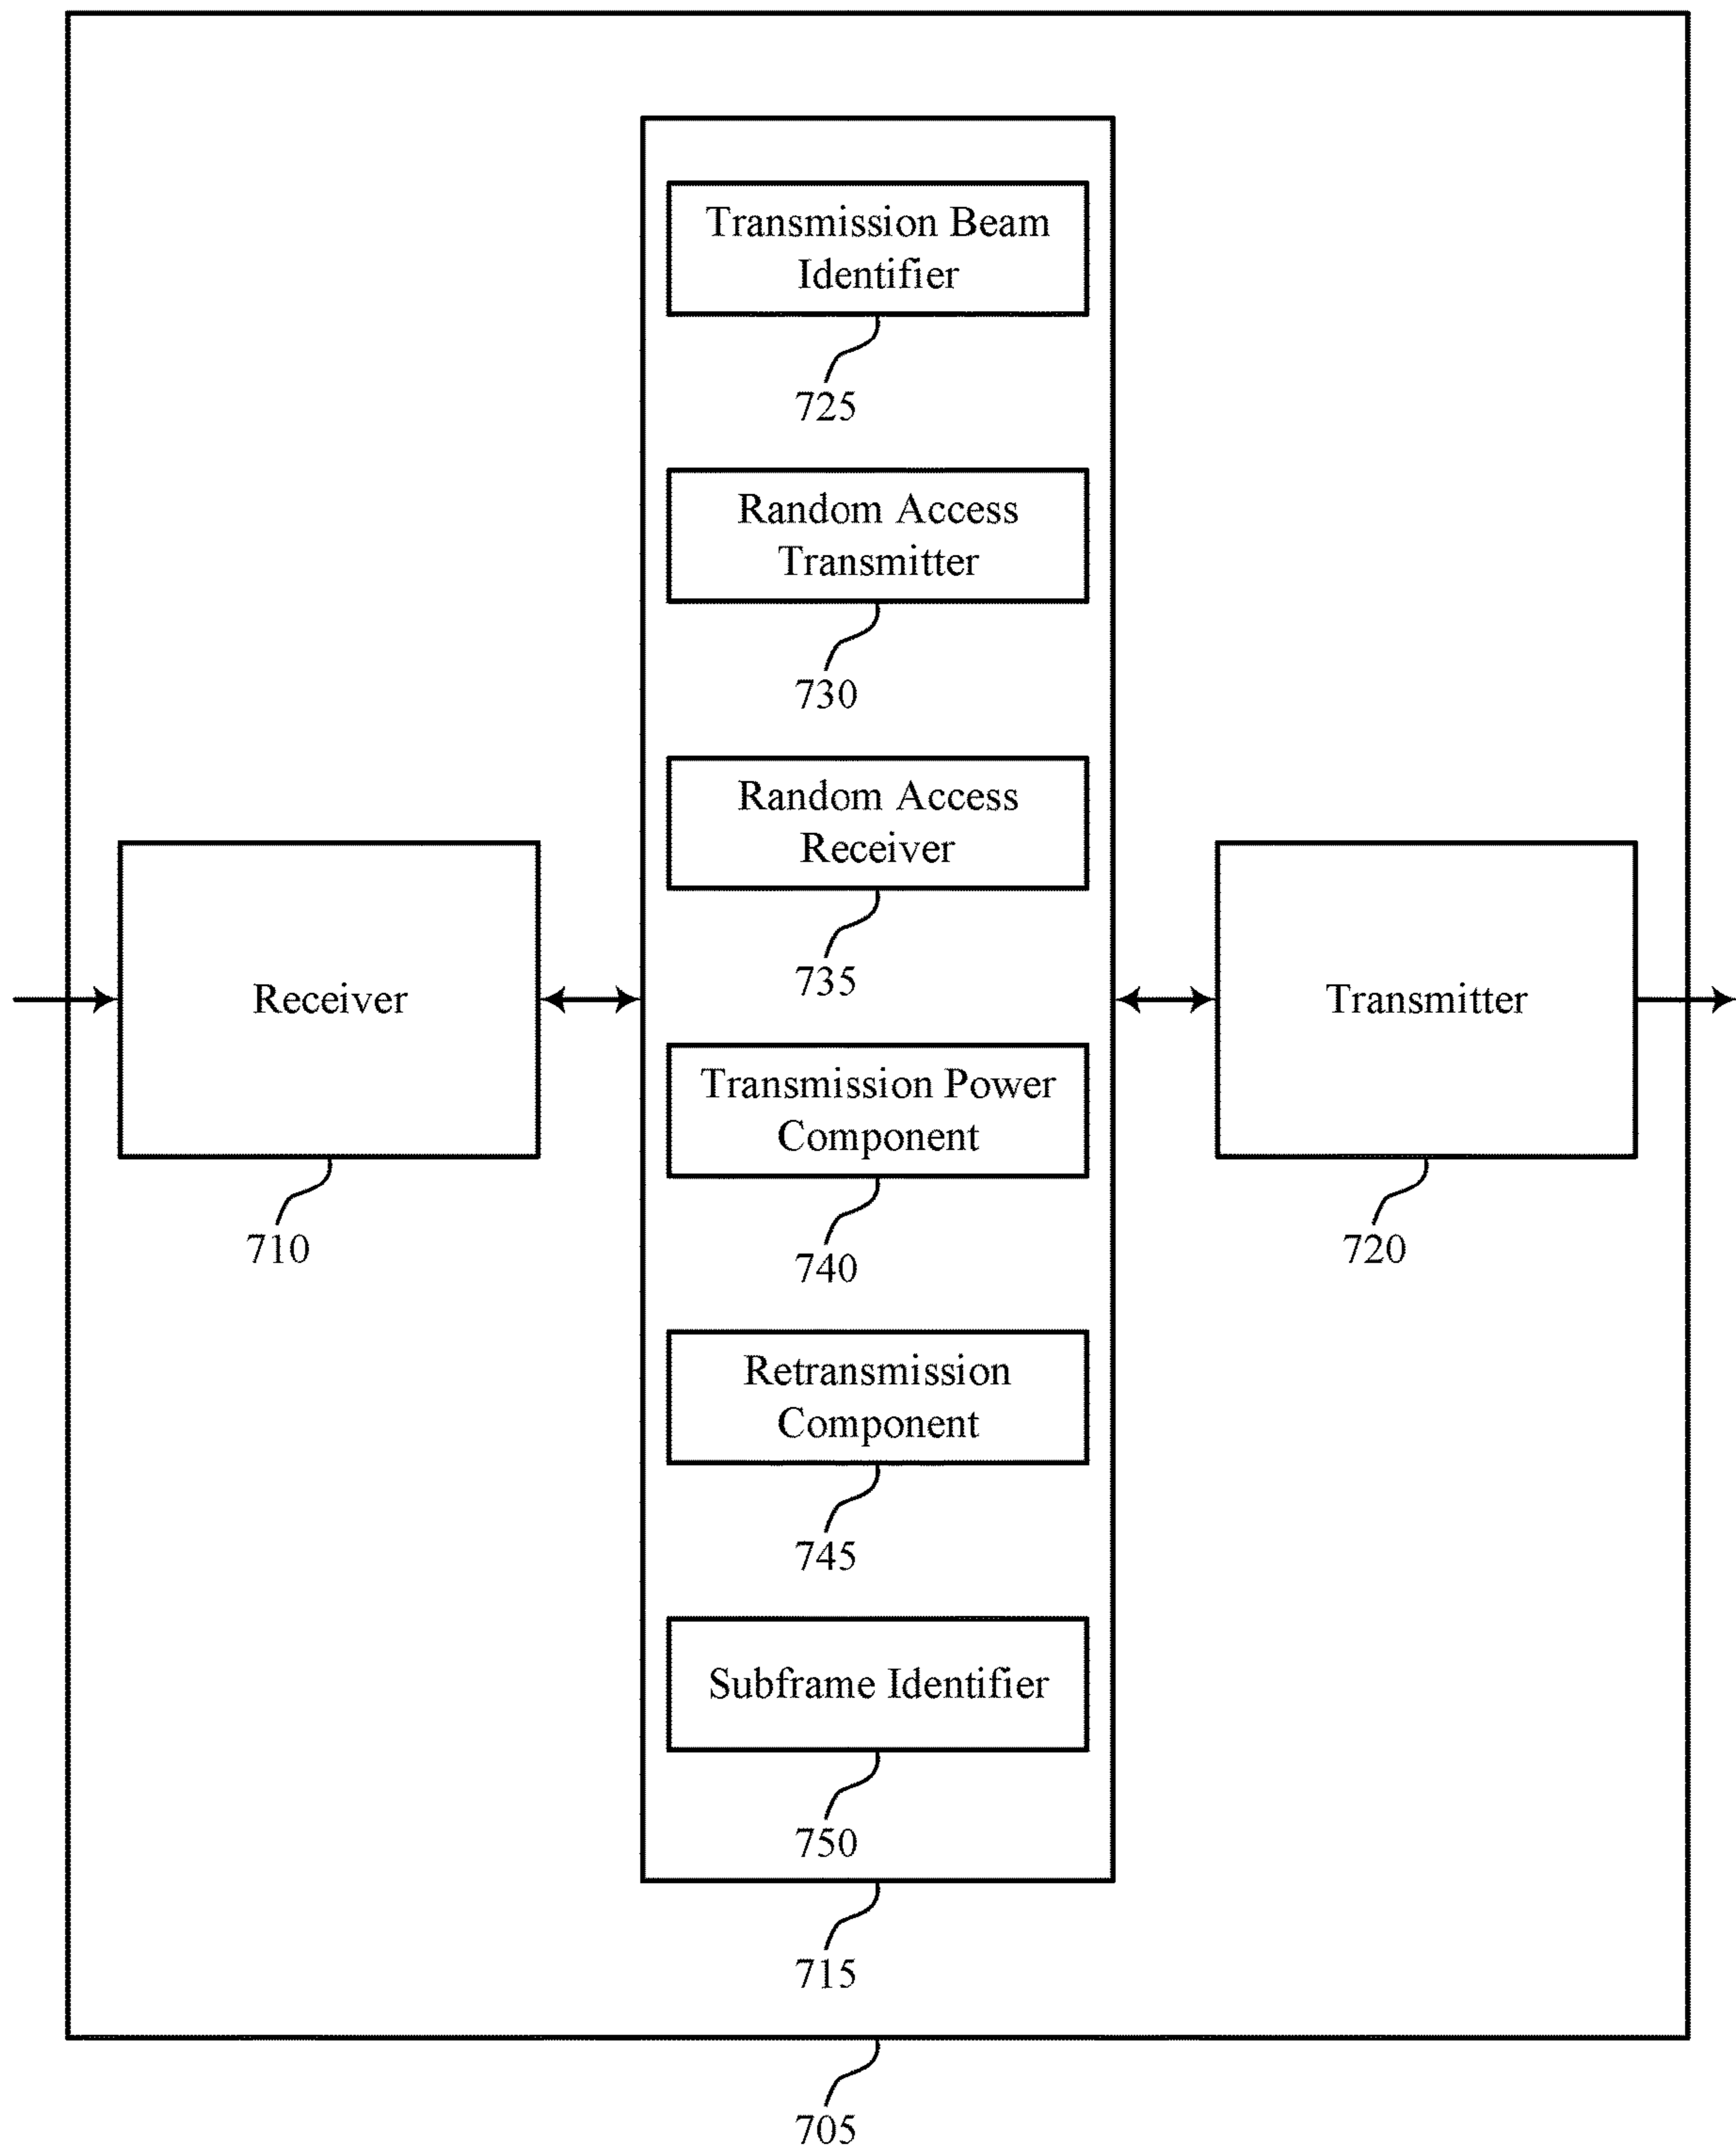 Transmission Beam
Identifier
725
Random Access
Transmitter
730
Random Access
Receiver
735
Receiver
710
Transmission Power
Component
740
Transmitter
720
Retransmission
Component
745
Subframe Identifier
750
715
705